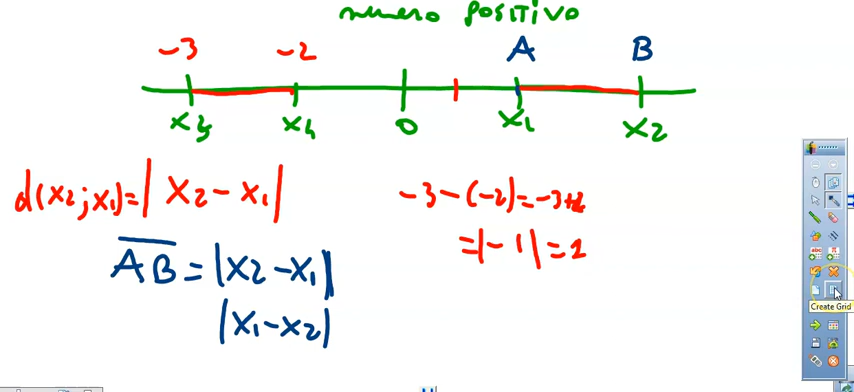 numero positivo
-3 -2 A B
x3 x4 0 x1 x2
d(x2;x1)=|x2-x1|
-3-(-2)=-3+2
=|-1|=1
AB=|x2-x1|
|x1-x2|
Create Grid